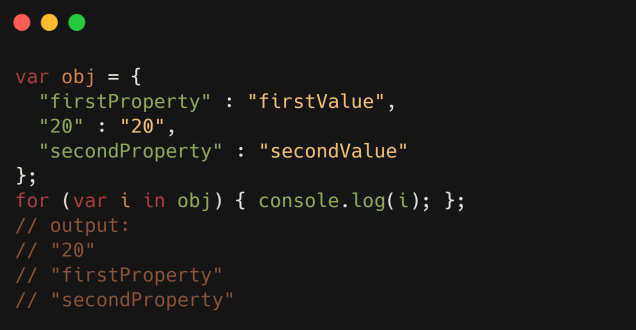 var obj = {
  "firstProperty" : "firstValue",
  "20" : "20",
  "secondProperty" : "secondValue"
};
for (var i in obj) { console.log(i); };
// output:
// "20"
// "firstProperty"
// "secondProperty"